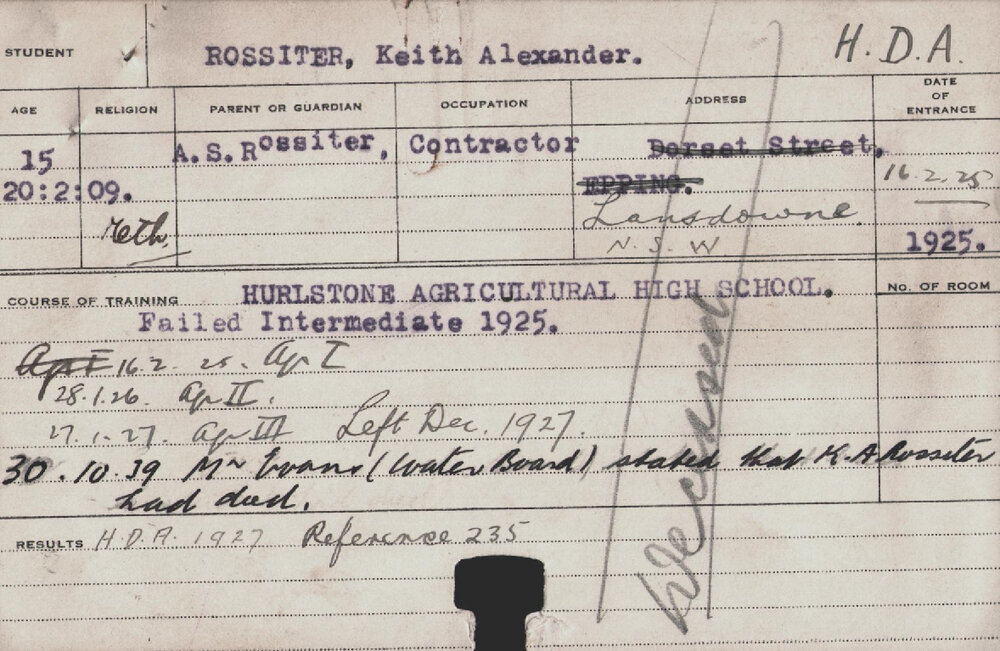 STUDENT ROSSITER, Keith Alexander. H.D.A.
AGE RELIGION PARENT OR GUARDIAN OCCUPATION ADDRESS DATE OF ENTRANCE
15 A.S.Rossiter, Contractor Dorset Street,
20:2:09. EPPING. 16.2.25
Meth. Lansdowne
N.S.W 1925.
COURSE OF TRAINING HURLSTONE AGRICULTURAL HIGH SCHOOL. No. OF ROOM
Failed Intermediate 1925.
Ag I 16.2.25. Ag I
28.1.26. Ag II.
27.1.27. Ag III Left Dec. 1927.
30.10.39 Mr Evans (Water Board) stated that K.A Rossiter
had died.
Deceased
RESULTS H.D.A. 1927 Reference 235